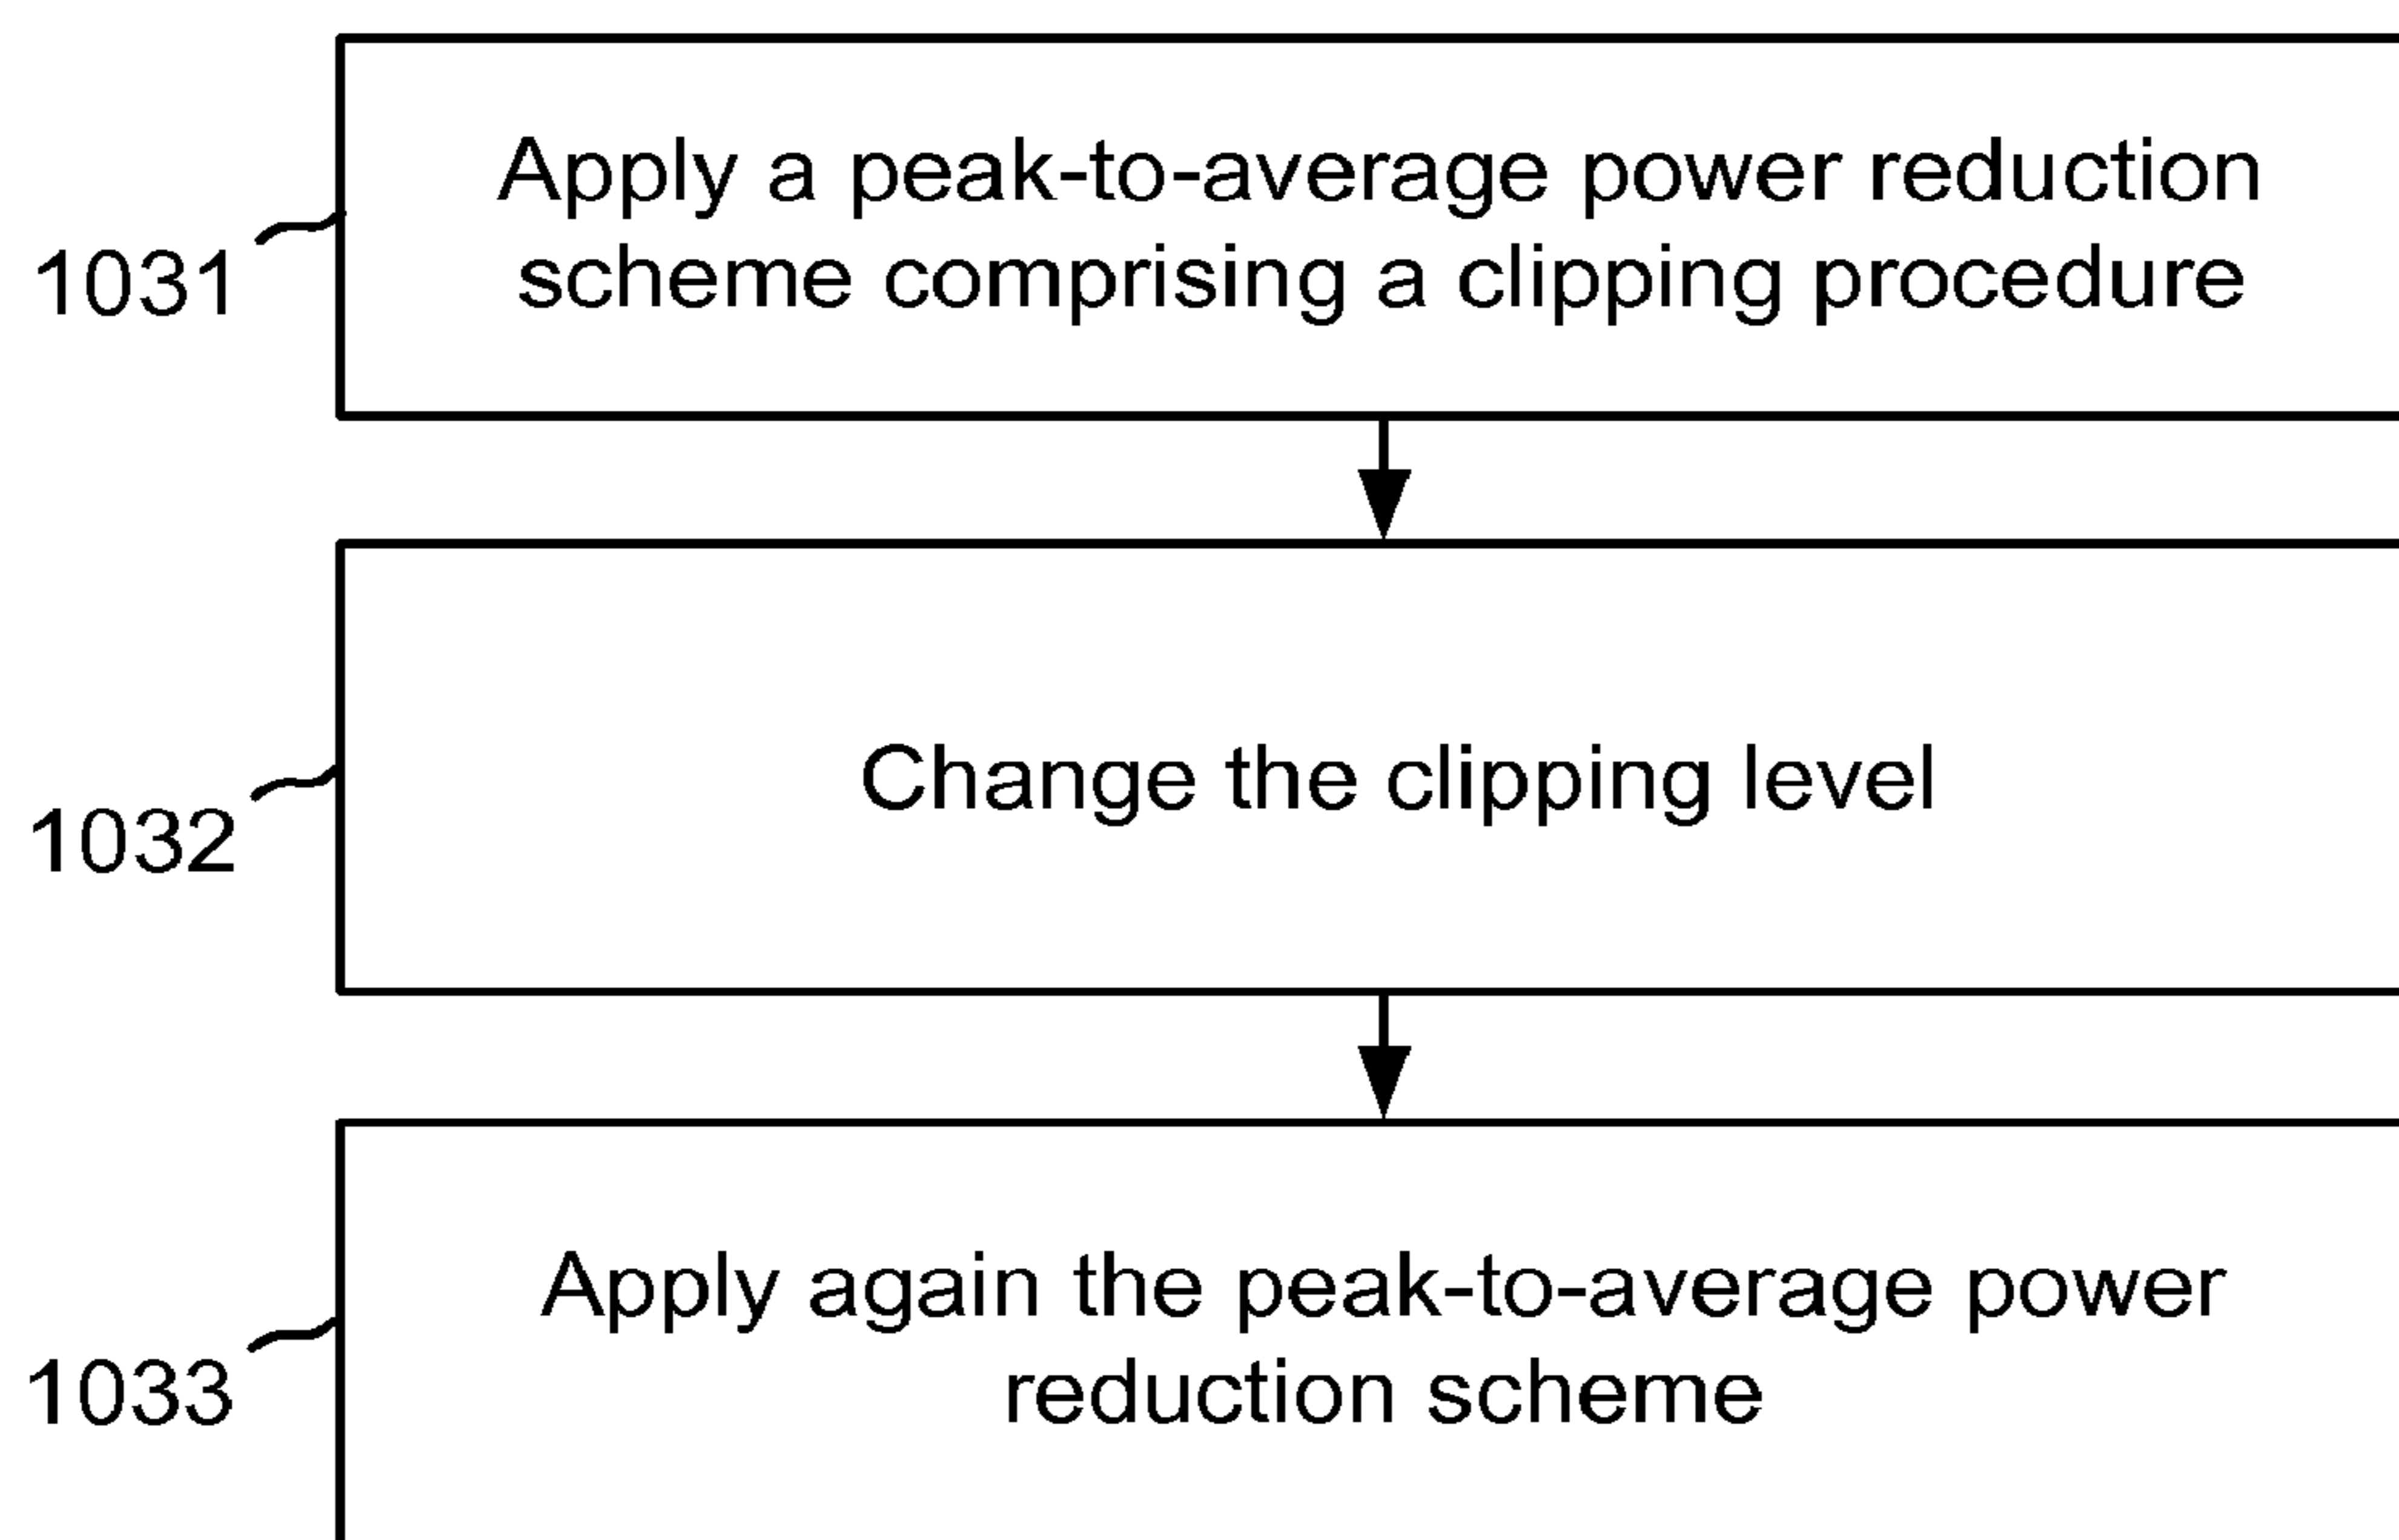 Apply a peak-to-average power reduction
scheme comprising a clipping procedure
1031
Change the clipping level
1032
Apply again the peak-to-average power
reduction scheme
1033